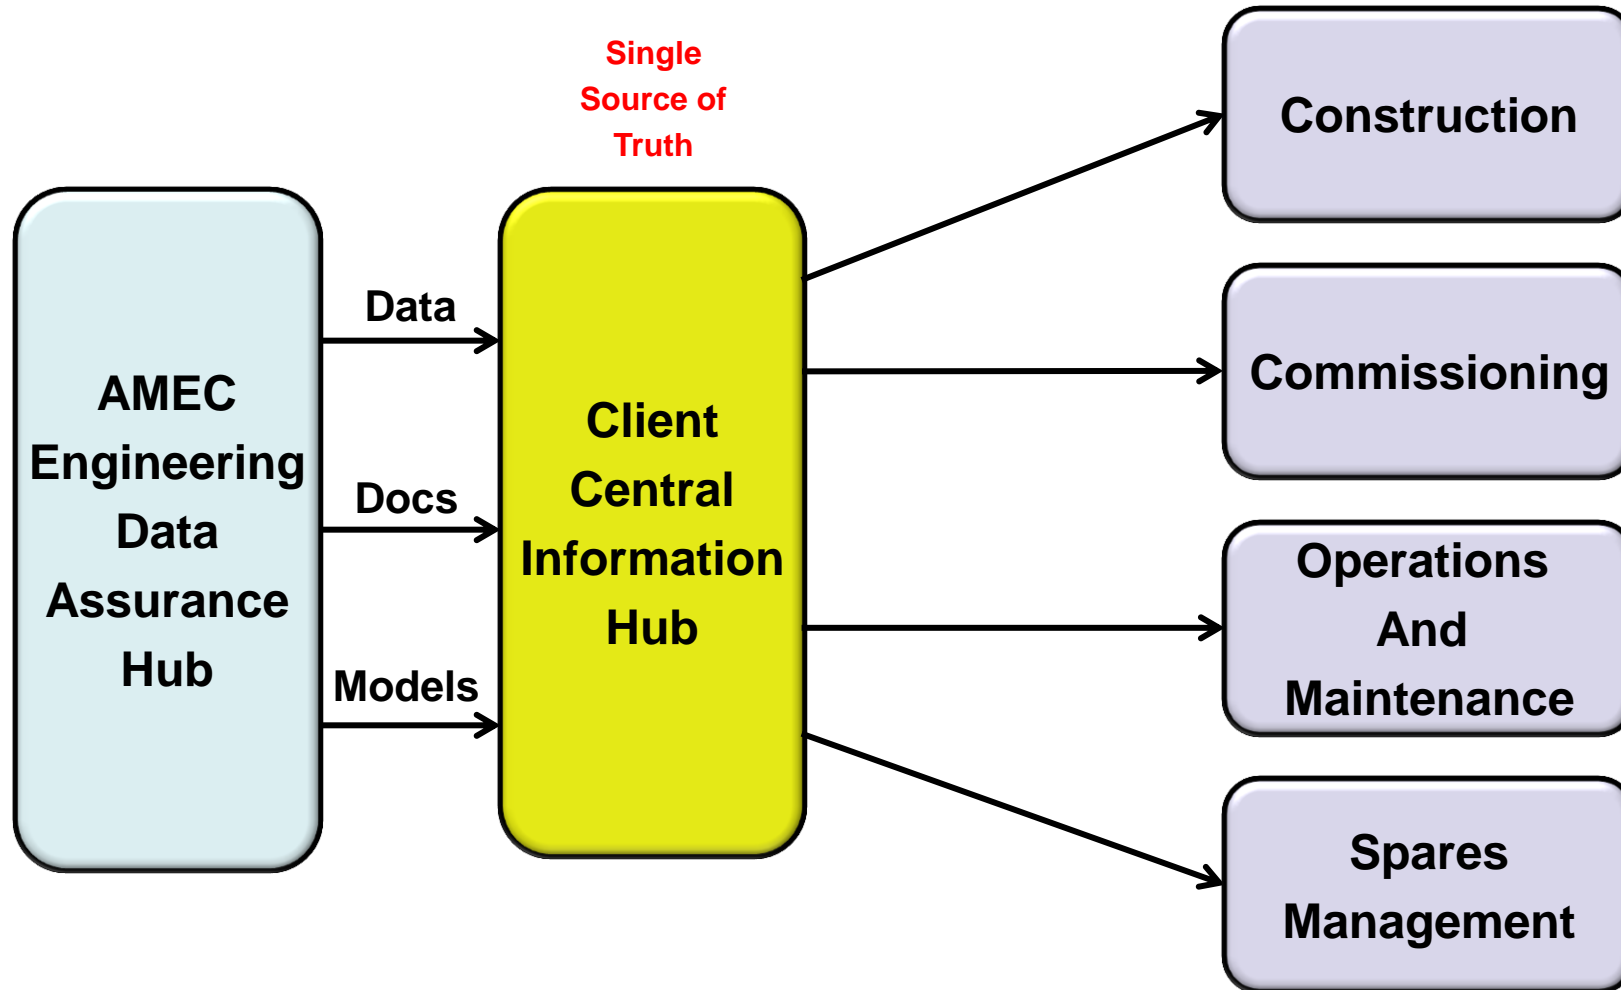 Single
Source of
Truth
AMEC
Engineering
Data
Assurance
Hub
Data
Docs
Models
Client
Central
Information
Hub
Construction
Commissioning
Operations
And
Maintenance
Spares
Management